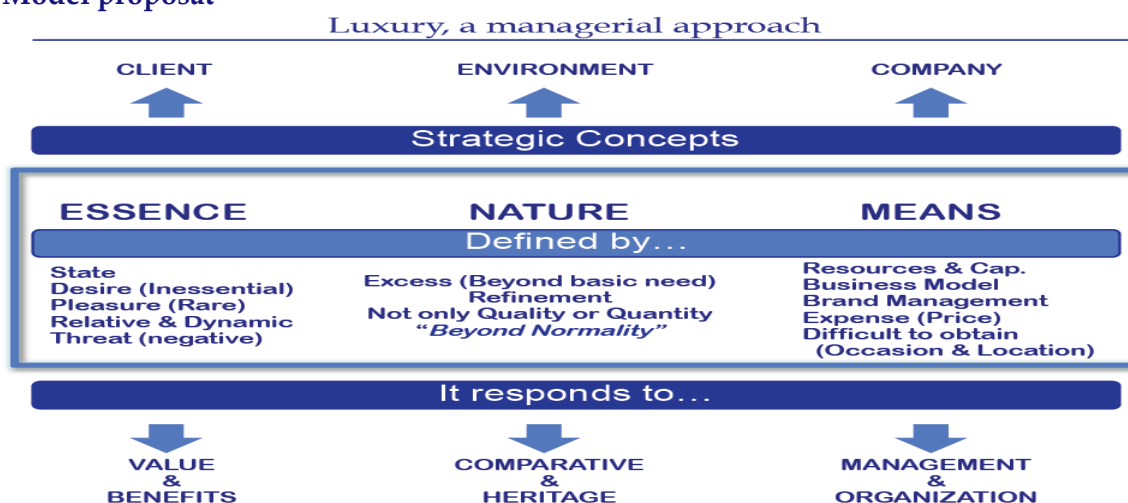 Model proposal
Luxury, a managerial approach
CLIENT
ENVIRONMENT
COMPANY
Strategic Concepts
ESSENCE
NATURE
MEANS
Defined by...
State
Desire (Inessential)
Pleasure (Rare)
Relative & Dynamic
Threat (negative)
Excess (Beyond basic need)
Refinement
Not only Quality or Quantity
“Beyond Normality”
Resources & Cap.
Business Model
Brand Management
Expense (Price)
Difficult to obtain
(Occasion & Location)
It responds to...
VALUE
&
BENEFITS
COMPARATIVE
&
HERITAGE
MANAGEMENT
&
ORGANIZATION